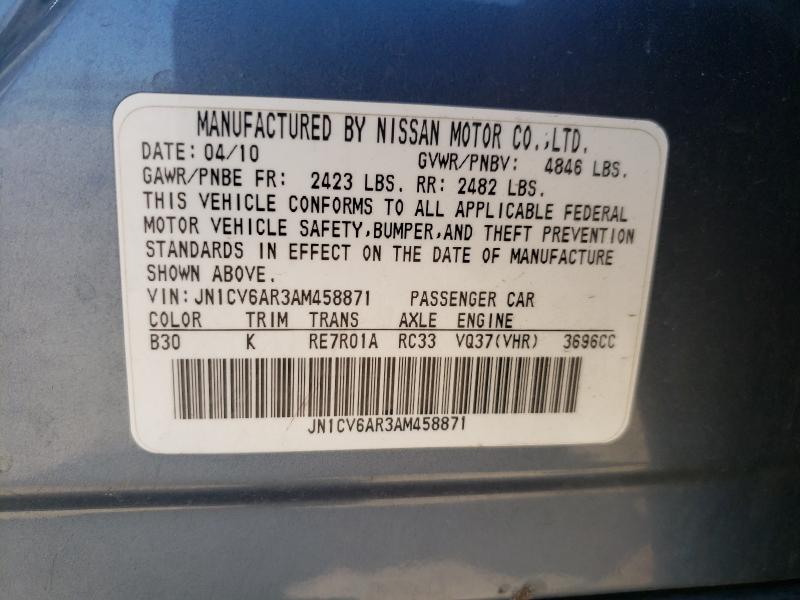 MANUFACTURED BY NISSAN MOTOR CO.,LTD.
DATE: 04/10 GVWR/PNBV: 4846 LBS.
GAWR/PNBE FR: 2423 LBS. RR: 2482 LBS.
THIS VEHICLE CONFORMS TO ALL APPLICABLE FEDERAL
MOTOR VEHICLE SAFETY,BUMPER,AND THEFT PREVENTION
STANDARDS IN EFFECT ON THE DATE OF MANUFACTURE
SHOWN ABOVE.
VIN: JN1CV6AR3AM458871 PASSENGER CAR
COLOR TRIM TRANS AXLE ENGINE
B30 K RE7R01A RC33 VQ37(VHR) 3696CC
JN1CV6AR3AM458871